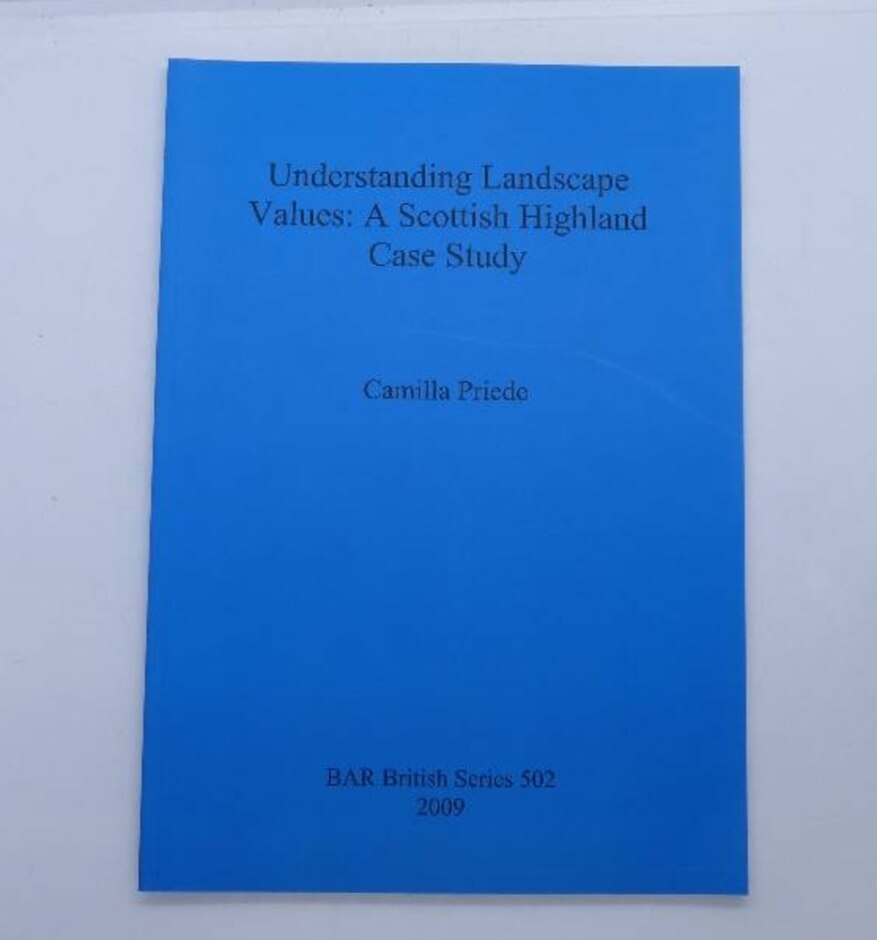 Understanding Landscape
Values: A Scottish Highland
Case Study
Camilla Priede
BAR British Series 502
2009